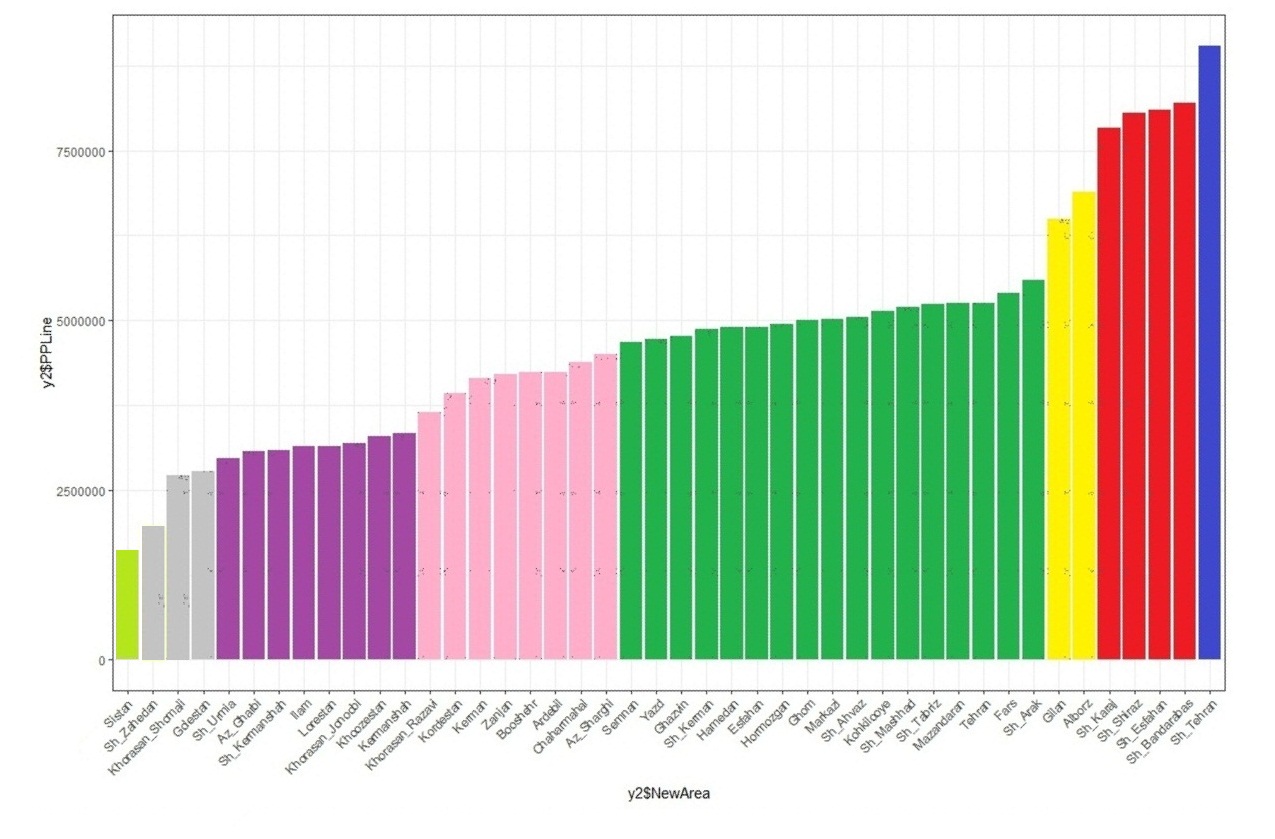 y2$PPLine
7500000
5000000
2500000
0
Sistan
Sh_Zahedan
Khorasan_Shomali
Golestan
Sh_Urmia
Az_Gharbi
Sh_Kermanshah
Ilam
Lorestan
Khorasan_Jonoobi
Khoozestan
Kermanshah
Khorasan_Razavi
Kordestan
Kerman
Zanjan
Booshehr
Ardebil
Chaharmahal
Az_Sharghi
Semnan
Yazd
Ghazvin
Sh_Kerman
Hamedan
Esfahan
Hormozgan
Ghom
Markazi
Sh_Ahvaz
Kohkilooye
Sh_Mashhad
Sh_Tabriz
Mazandaran
Tehran
Fars
Sh_Arak
Gilan
Alborz
Sh_Karaj
Sh_Shiraz
Sh_Esfahan
Sh_Bandarabas
Sh_Tehran
y2$NewArea